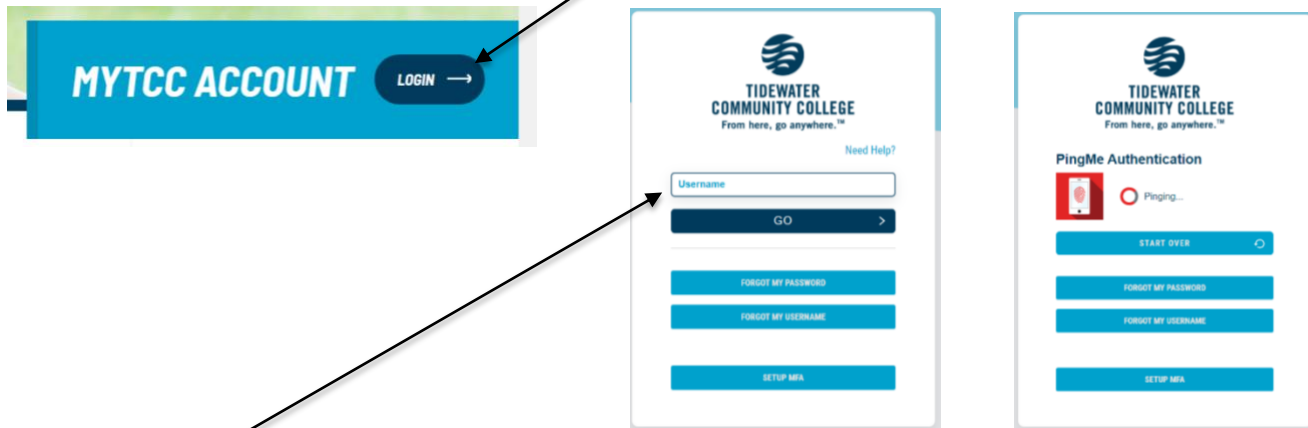 MYTCC ACCOUNT
LOGIN
TIDEWATER
COMMUNITY COLLEGE
From here, go anywhere.™
Need Help?
Username
GO
FORGOT MY PASSWORD
FORGOT MY USERNAME
SETUP MFA
TIDEWATER
COMMUNITY COLLEGE
From here, go anywhere.™
PingMe Authentication
Pinging...
START OVER
FORGOT MY PASSWORD
FORGOT MY USERNAME
SETUP MFA